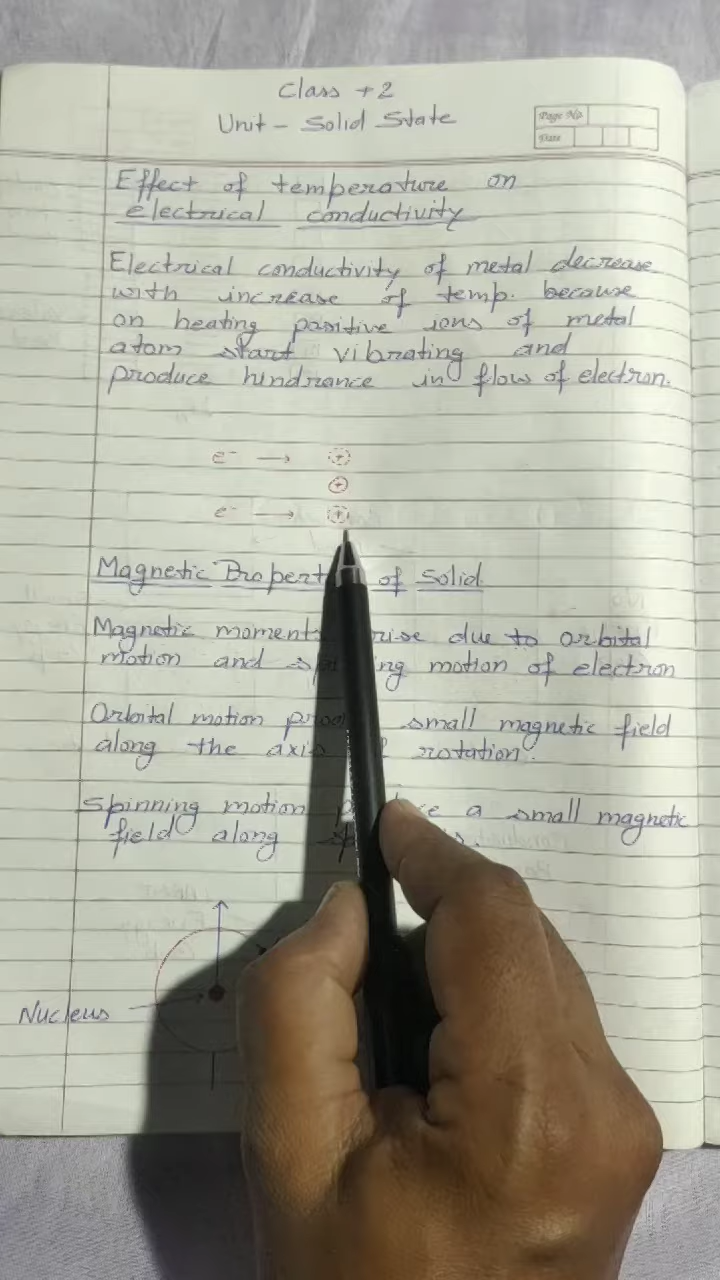 Class +2
Unit - Solid State
Page No.
Date
Effect of temperature on
electrical conductivity
Electrical conductivity of metal decrease
with increase of temp. because
on heating positive ions of metal
atom start vibrating and
produce hindrance in flow of electron.
e⁻ → +
+
e⁻ → +
Magnetic of Solid
Magnetic due to orbital
motion and motion of electron
Orbital motion small magnetic field
along the rotation.
Spinning motion a small magnetic
field along
Nucleus